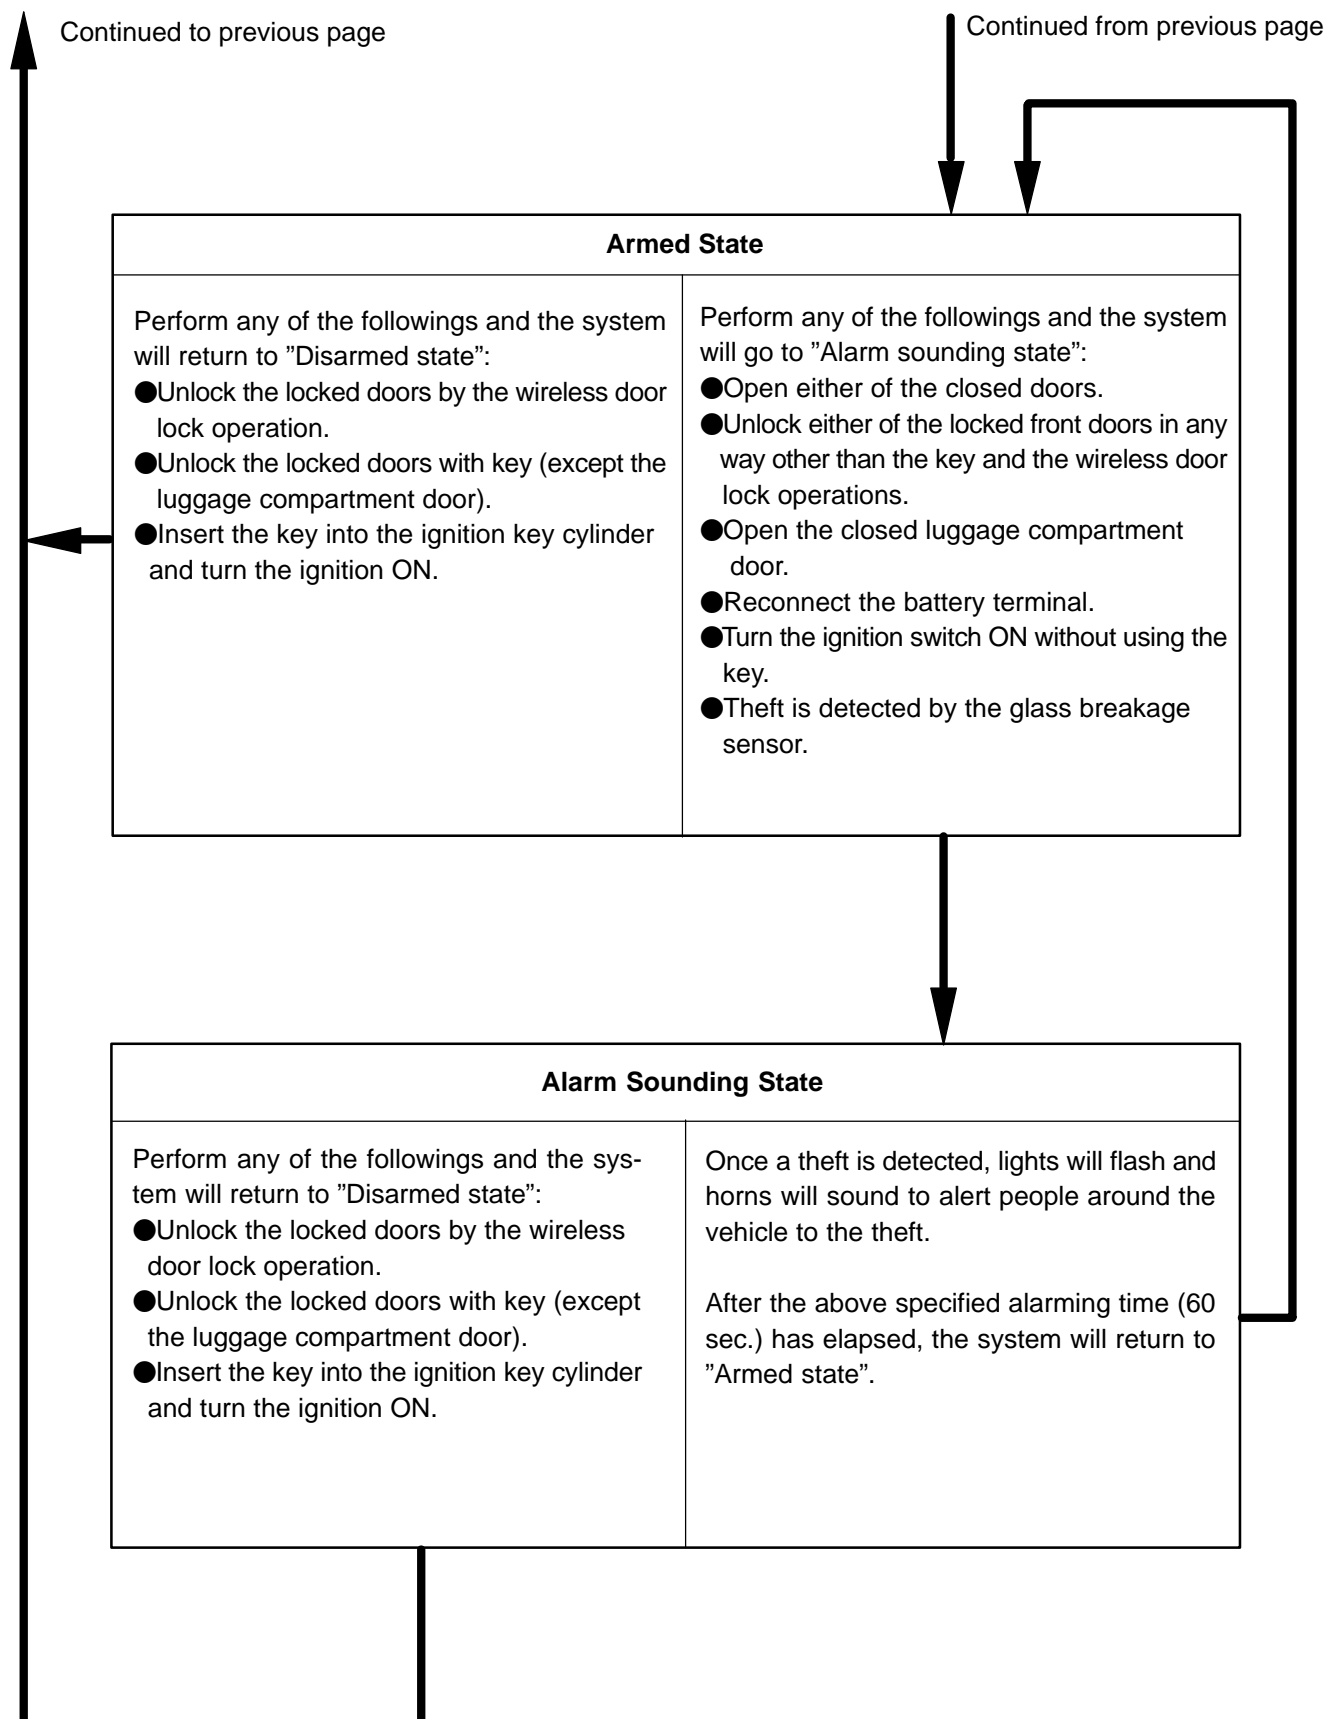 Continued to previous page
Continued from previous page
Armed State
Perform any of the followings and the system
will return to ”Disarmed state”:
●Unlock the locked doors by the wireless door
lock operation.
●Unlock the locked doors with key (except the
luggage compartment door).
●Insert the key into the ignition key cylinder
and turn the ignition ON.
Perform any of the followings and the system
will go to ”Alarm sounding state”:
●Open either of the closed doors.
●Unlock either of the locked front doors in any
way other than the key and the wireless door
lock operations.
●Open the closed luggage compartment
door.
●Reconnect the battery terminal.
●Turn the ignition switch ON without using the
key.
●Theft is detected by the glass breakage
sensor.
Alarm Sounding State
Perform any of the followings and the sys-
tem will return to ”Disarmed state”:
●Unlock the locked doors by the wireless
door lock operation.
●Unlock the locked doors with key (except
the luggage compartment door).
●Insert the key into the ignition key cylinder
and turn the ignition ON.
Once a theft is detected, lights will flash and
horns will sound to alert people around the
vehicle to the theft.
After the above specified alarming time (60
sec.) has elapsed, the system will return to
”Armed state”.